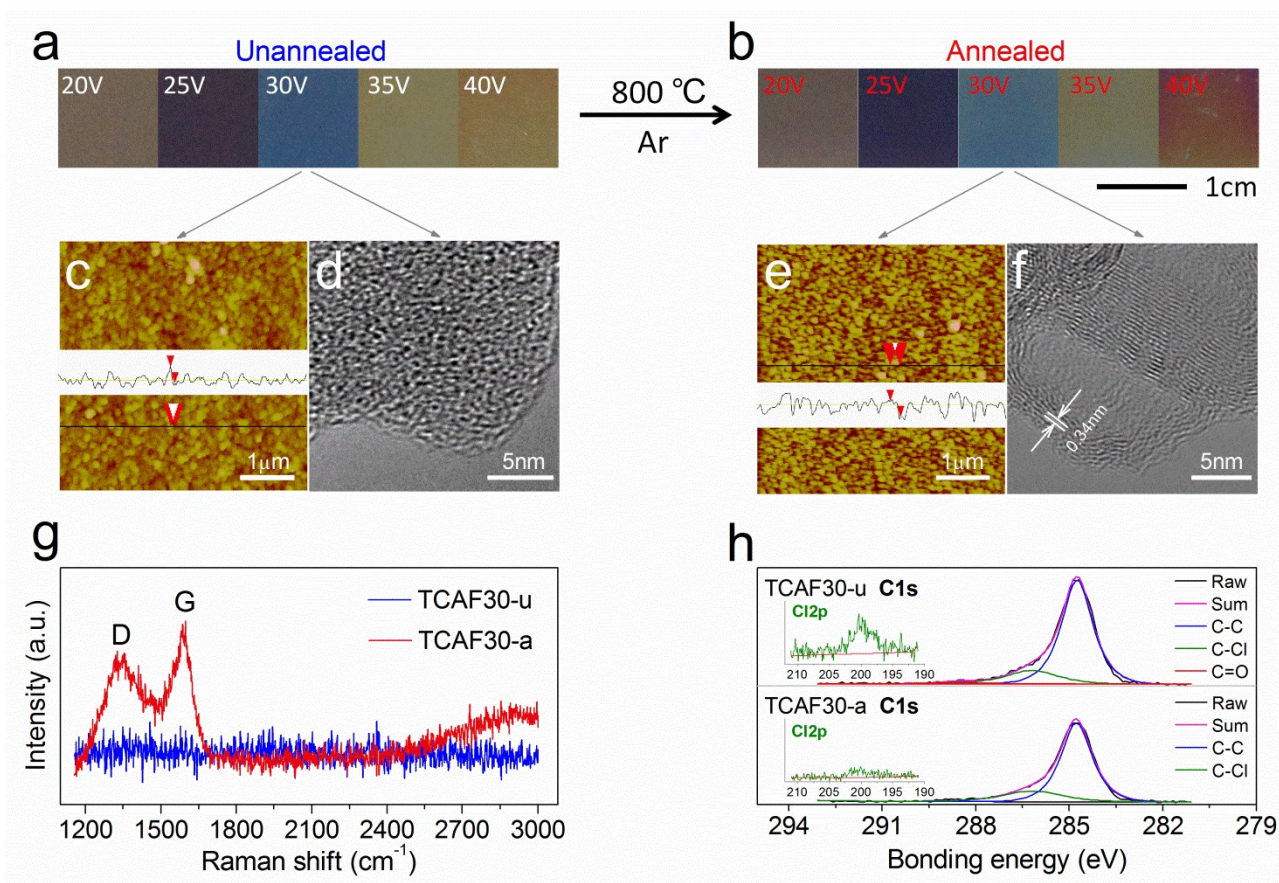 a
Unannealed
20V 25V 30V 35V 40V
800 °C
Ar
b
Annealed
20V 25V 30V 35V 40V
1cm
c
1μm
d
5nm
e
1μm
f
0.34nm
5nm
g
D
G
TCAF30-u
TCAF30-a
Intensity (a.u.)
1200 1500 1800 2100 2400 2700 3000
Raman shift (cm⁻¹)
h
TCAF30-u C1s
Cl2p
210 205 200 195 190
Raw
Sum
C-C
C-Cl
C=O
TCAF30-a C1s
Cl2p
210 205 200 195 190
Raw
Sum
C-C
C-Cl
294 291 288 285 282 279
Bonding energy (eV)